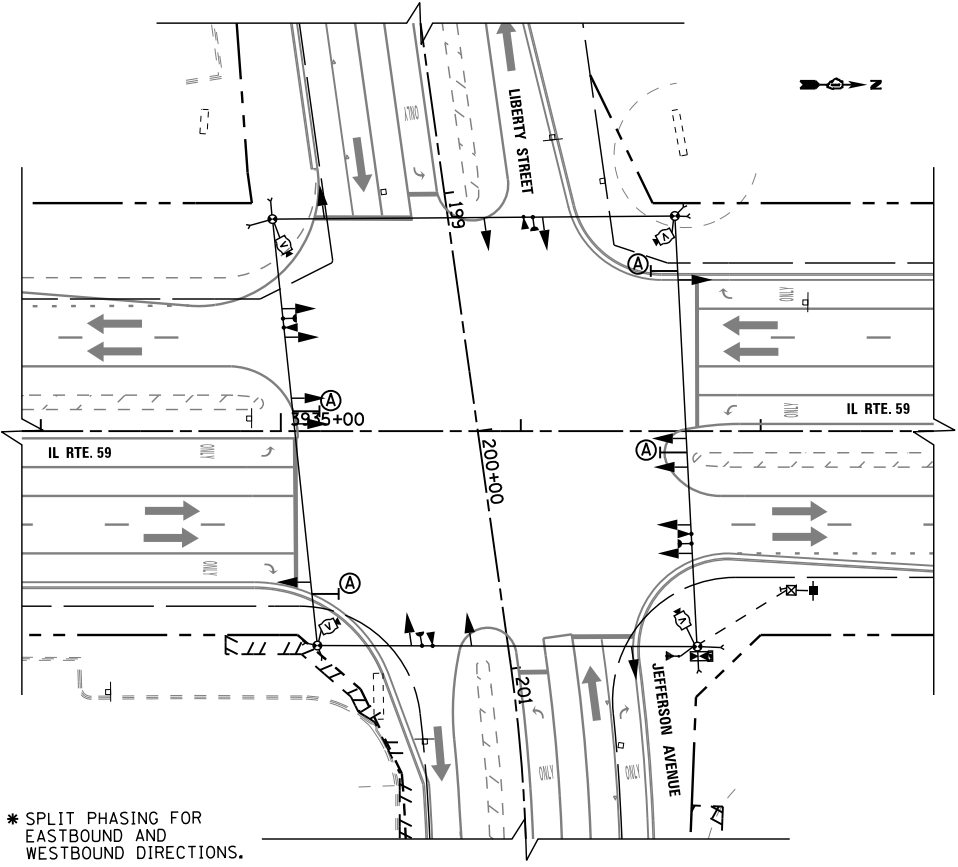 ONLY
LIBERTY STREET
N
199
A
ONLY
A
3935+00
ONLY
IL RTE. 59
IL RTE. 59
ONLY
A
200+00
ONLY
A
201
JEFFERSON AVENUE
ONLY
ONLY
* SPLIT PHASING FOR
EASTBOUND AND
WESTBOUND DIRECTIONS.